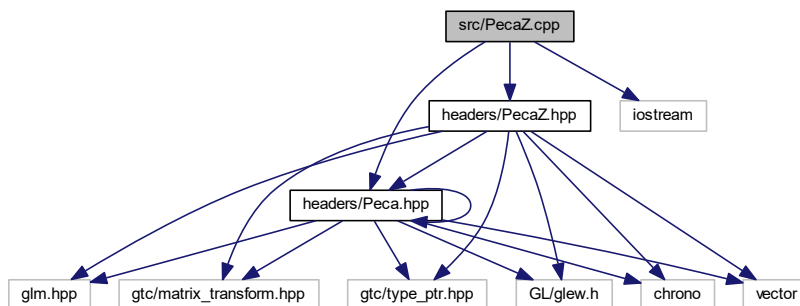 src/PecaZ.cpp
headers/PecaZ.hpp
iostream
headers/Peca.hpp
glm.hpp
gtc/matrix_transform.hpp
gtc/type_ptr.hpp
GL/glew.h
chrono
vector